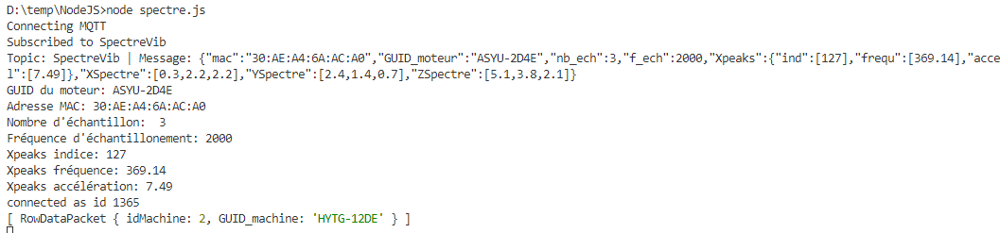 D:\temp\NodeJS>node spectre.js
Connecting MQTT
Subscribed to SpectreVib
Topic: SpectreVib | Message: {"mac":"30:AE:A4:6A:AC:A0","GUID_moteur":"ASYU-2D4E","nb_ech":3,"f_ech":2000,"Xpeaks":{"ind":[127],"frequ":[369.14],"acce
l":[7.49]},"XSpectre":[0.3,2.2,2.2],"YSpectre":[2.4,1.4,0.7],"ZSpectre":[5.1,3.8,2.1]}
GUID du moteur: ASYU-2D4E
Adresse MAC: 30:AE:A4:6A:AC:A0
Nombre d'échantillon:  3
Fréquence d'échantillonement: 2000
Xpeaks indice: 127
Xpeaks fréquence: 369.14
Xpeaks accélération: 7.49
connected as id 1365
[ RowDataPacket { idMachine: 2, GUID_machine: 'HYTG-12DE' } ]